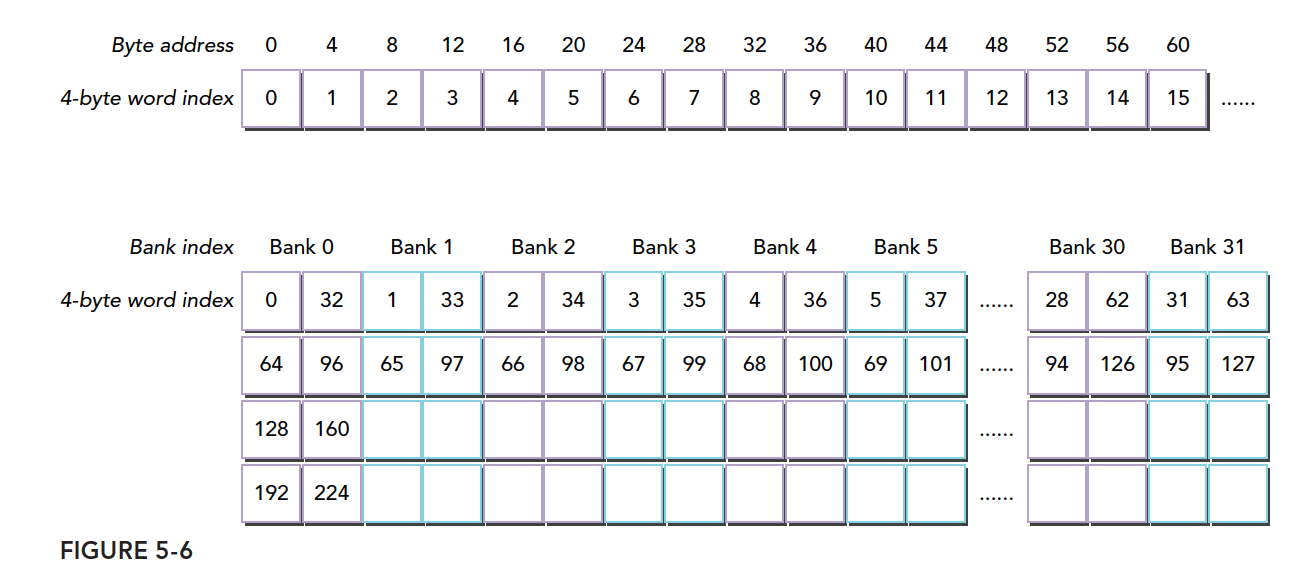 Byte address 0 4 8 12 16 20 24 28 32 36 40 44 48 52 56 60
4-byte word index 0 1 2 3 4 5 6 7 8 9 10 11 12 13 14 15 ......
Bank index Bank 0 Bank 1 Bank 2 Bank 3 Bank 4 Bank 5 Bank 30 Bank 31
4-byte word index 0 32 1 33 2 34 3 35 4 36 5 37 ...... 28 62 31 63
64 96 65 97 66 98 67 99 68 100 69 101 ...... 94 126 95 127
128 160 ......
192 224 ......
FIGURE 5-6